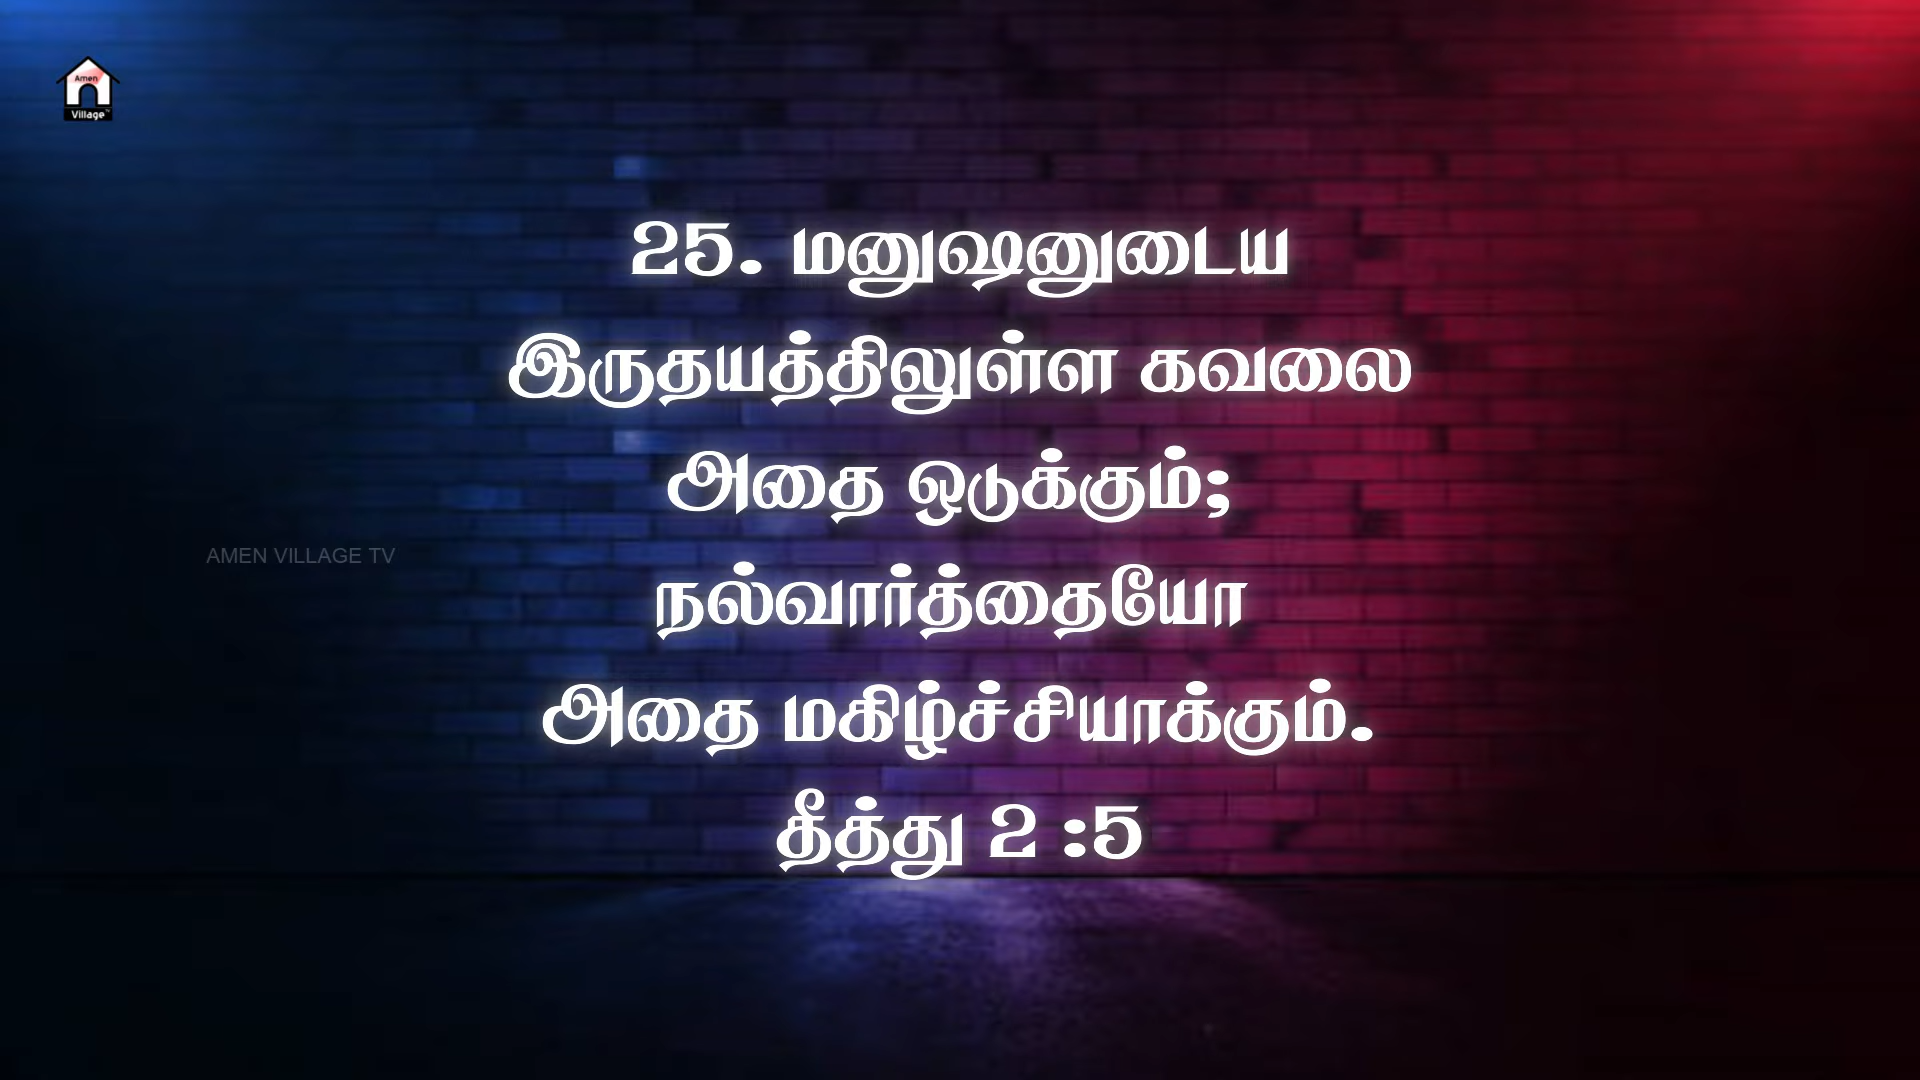 Amen
Village
25. மனுஷனுடைய
இருதயத்திலுள்ள கவலை
அதை ஒடுக்கும்;
AMEN VILLAGE TV
நல்வார்த்தையோ
அதை மகிழ்ச்சியாக்கும்.
தீத்து 2 :5